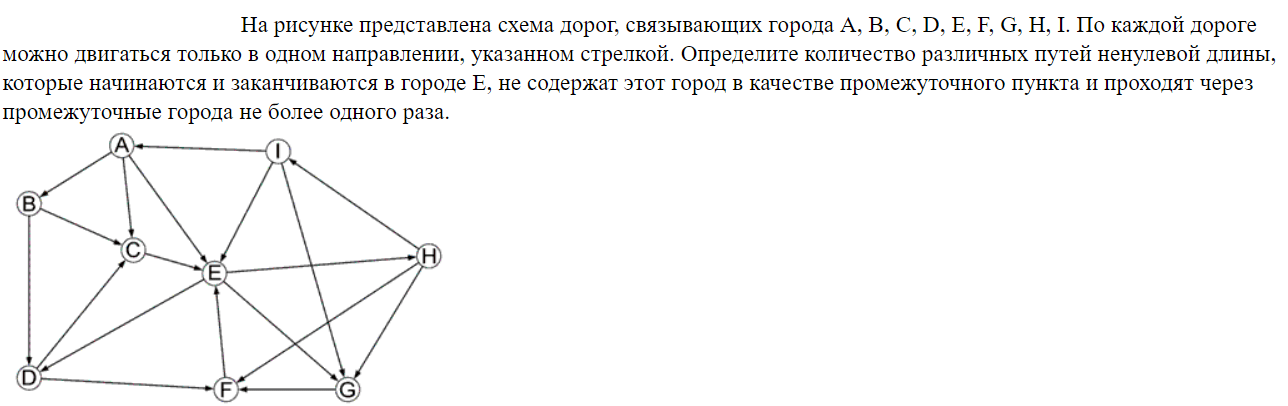 На рисунке представлена схема дорог, связывающих города A, B, C, D, E, F, G, H, I. По каждой дороге
можно двигаться только в одном направлении, указанном стрелкой. Определите количество различных путей ненулевой длины,
которые начинаются и заканчиваются в городе E, не содержат этот город в качестве промежуточного пункта и проходят через
промежуточные города не более одного раза.
A
I
B
C
H
E
D
F
G